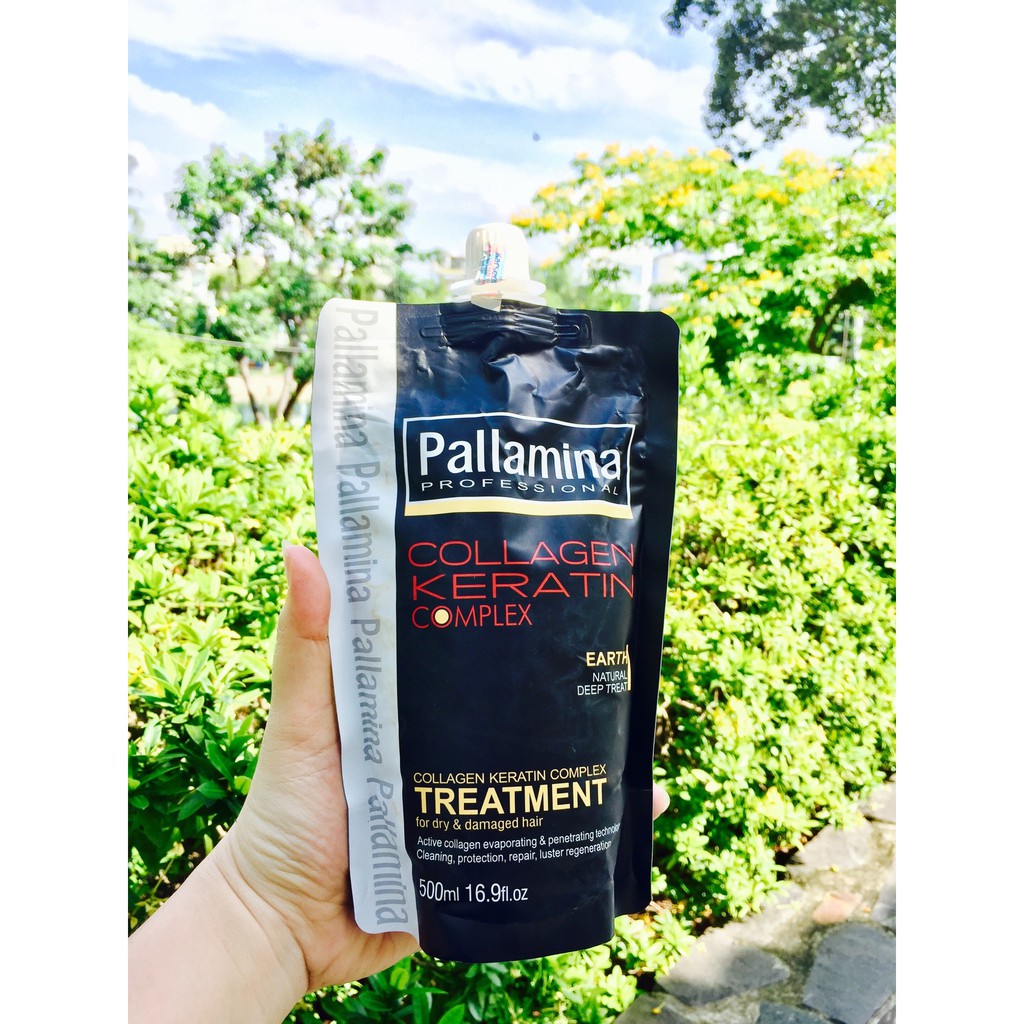 Pallamina Pallamina Pallamina Pallamina
Pallamina
PROFESSIONAL
COLLAGEN
KERATIN
COMPLEX
EARTH
NATURAL
DEEP TREAT
COLLAGEN KERATIN COMPLEX
TREATMENT
for dry & damaged hair
Active collagen evaporating & penetrating technology
Cleaning, protection, repair, luster regeneration
500ml 16.9fl.oz